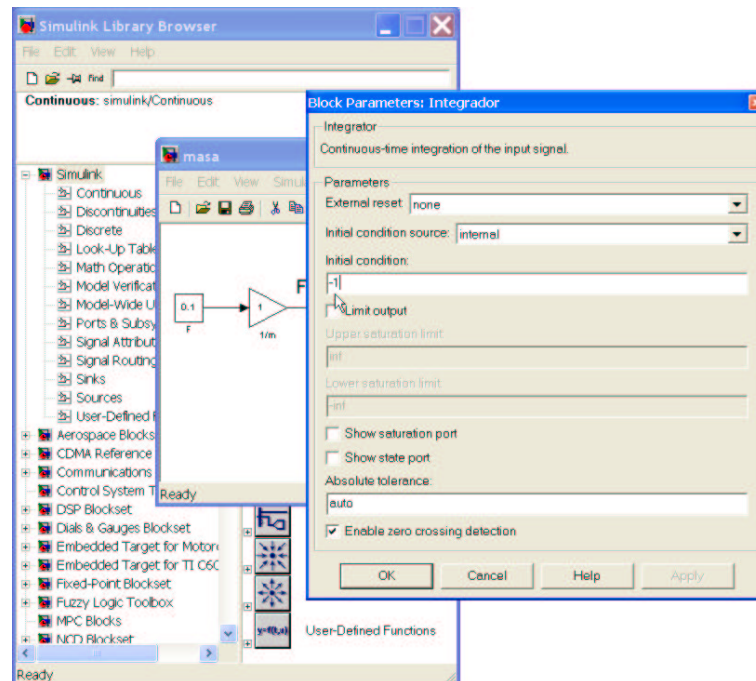 Simulink Library Browser
File Edit View Help
Find
Continuous: simulink/Continuous
Simulink
Continuous
Discontinuities
Discrete
Look-Up Table
Math Operatic
Model Verificat
Model-Wide U
Ports & Subsy
Signal Attribut
Signal Routing
Sinks
Sources
User-Defined
Aerospace Blocks
CDMA Reference
Communications
Control System T
DSP Blockset
Dials & Gauges Blockset
Embedded Target for Motor
Embedded Target for TI C6
Fixed-Point Blockset
Fuzzy Logic Toolbox
MPC Blocks
NCD Blockset
y=f(t,u)
User-Defined Functions
Ready
masa
File Edit View Simul
0.1
F
1
1/m
F
Ready
Block Parameters: Integrador
Integrator
Continuous-time integration of the input signal.
Parameters
External reset: none
Initial condition source: internal
Initial condition:
-1
Limit output
Upper saturation limit:
inf
Lower saturation limit:
-inf
Show saturation port
Show state port
Absolute tolerance:
auto
Enable zero crossing detection
OK Cancel Help Apply